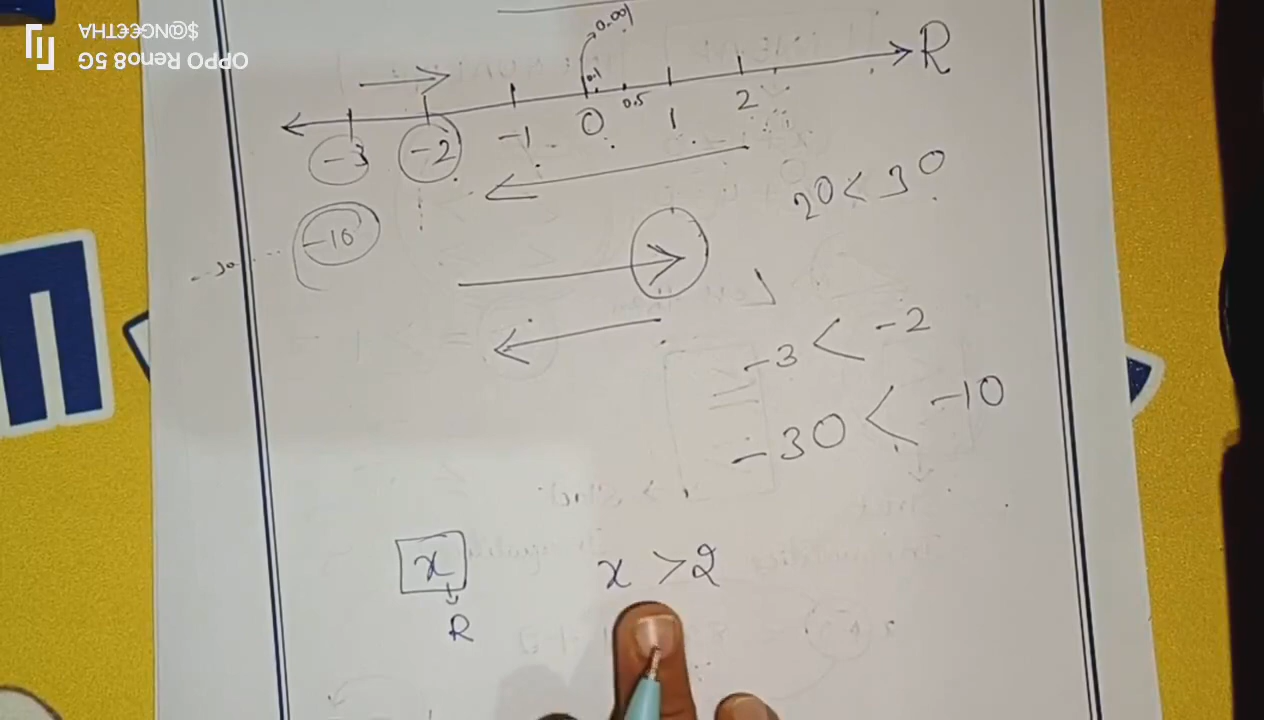 $@NGEETHA
OPPO Reno8 5G
0.001
R
0.1
0.5
-3
-2
-1
0
1
2
20 < 30
-10
-3 < -2
-30 < -10
x
x > 2
R